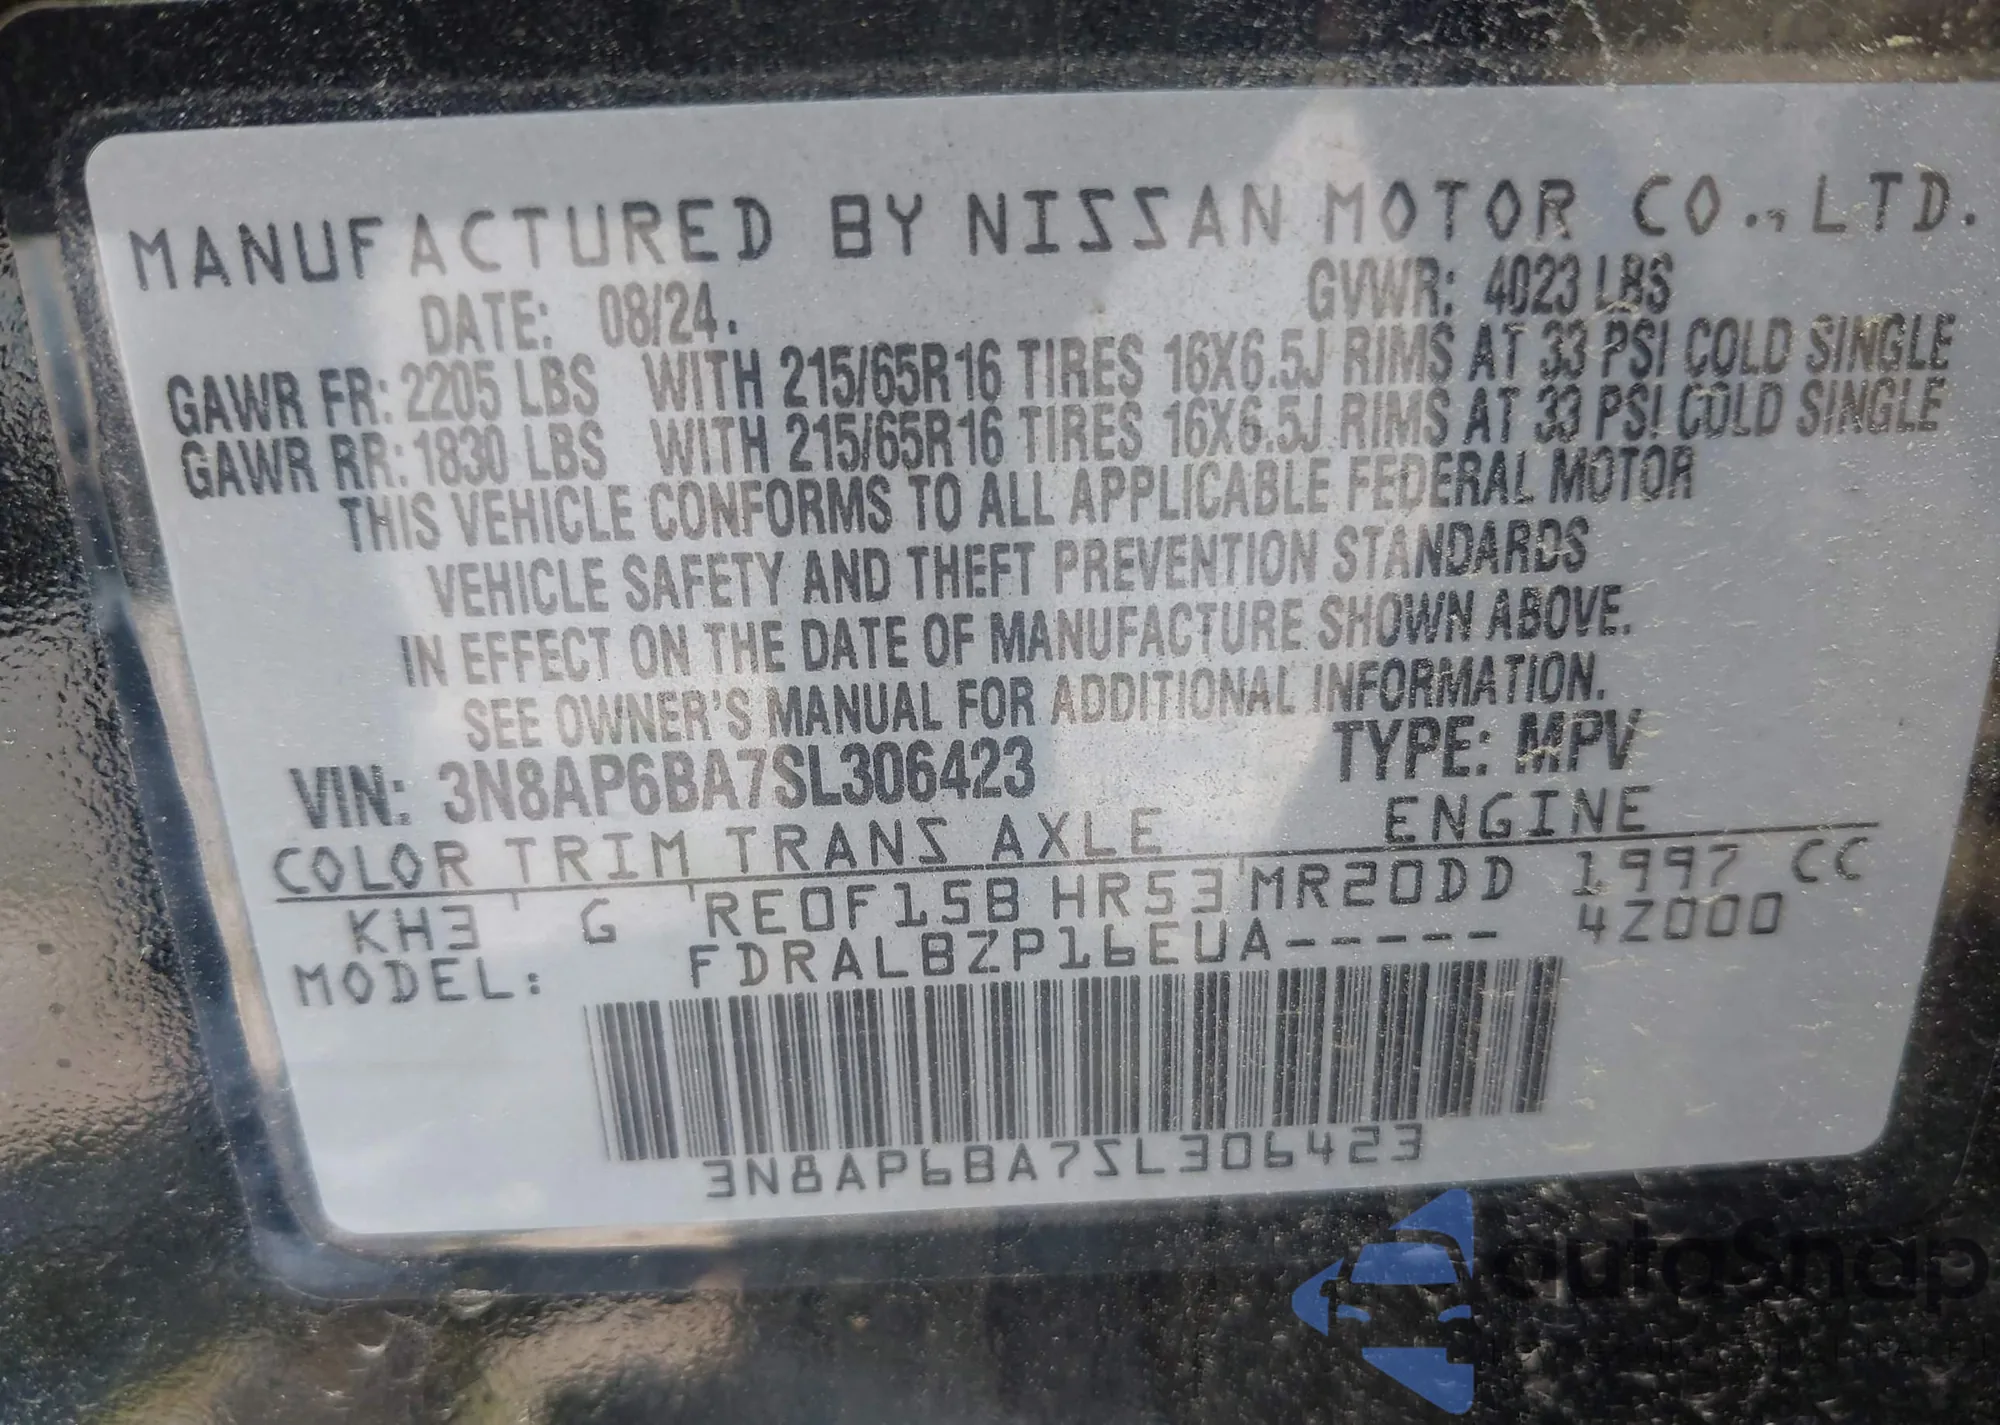 MANUFACTURED BY NISSAN MOTOR CO., LTD.
DATE: 08/24. GVWR: 4023 LBS
GAWR FR: 2205 LBS WITH 215/65R16 TIRES 16X6.5J RIMS AT 33 PSI COLD SINGLE
GAWR RR: 1830 LBS WITH 215/65R16 TIRES 16X6.5J RIMS AT 33 PSI COLD SINGLE
THIS VEHICLE CONFORMS TO ALL APPLICABLE FEDERAL MOTOR
VEHICLE SAFETY AND THEFT PREVENTION STANDARDS
IN EFFECT ON THE DATE OF MANUFACTURE SHOWN ABOVE.
SEE OWNER'S MANUAL FOR ADDITIONAL INFORMATION.
VIN: 3N8AP6BA7SL306423 TYPE: MPV
COLOR TRIM TRANS AXLE ENGINE
KH3 G RE0F15B HR53 MR20DD 1997 CC
MODEL: FDRALBZP16EUA----- 4Z000
3N8AP6BA7SL306423
autoSnap